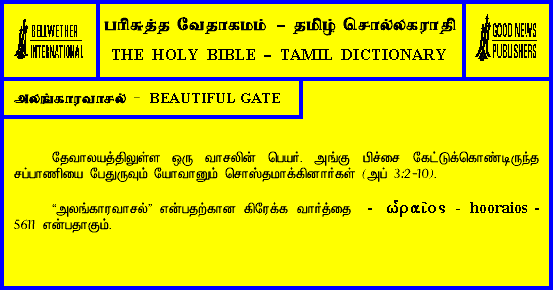 BELLWETHER
INTERNATIONAL
பரிசுத்த வேதாகமம் – தமிழ் சொல்லகராதி
THE HOLY BIBLE – TAMIL DICTIONARY
GOOD NEWS
PUBLISHERS
அலங்காரவாசல் – BEAUTIFUL GATE
தேவாலயத்திலுள்ள ஒரு வாசலின் பெயர். அங்கு பிச்சை கேட்டுக்கொண்டிருந்த
சப்பாணியை பேதுருவும் யோவானும் சொஸ்தமாக்கினார்கள் (அப் 3:2-10).
“அலங்காரவாசல்” என்பதற்கான கிரேக்க வார்த்தை - ὡραῖος - hooraios -
5611 என்பதாகும்.